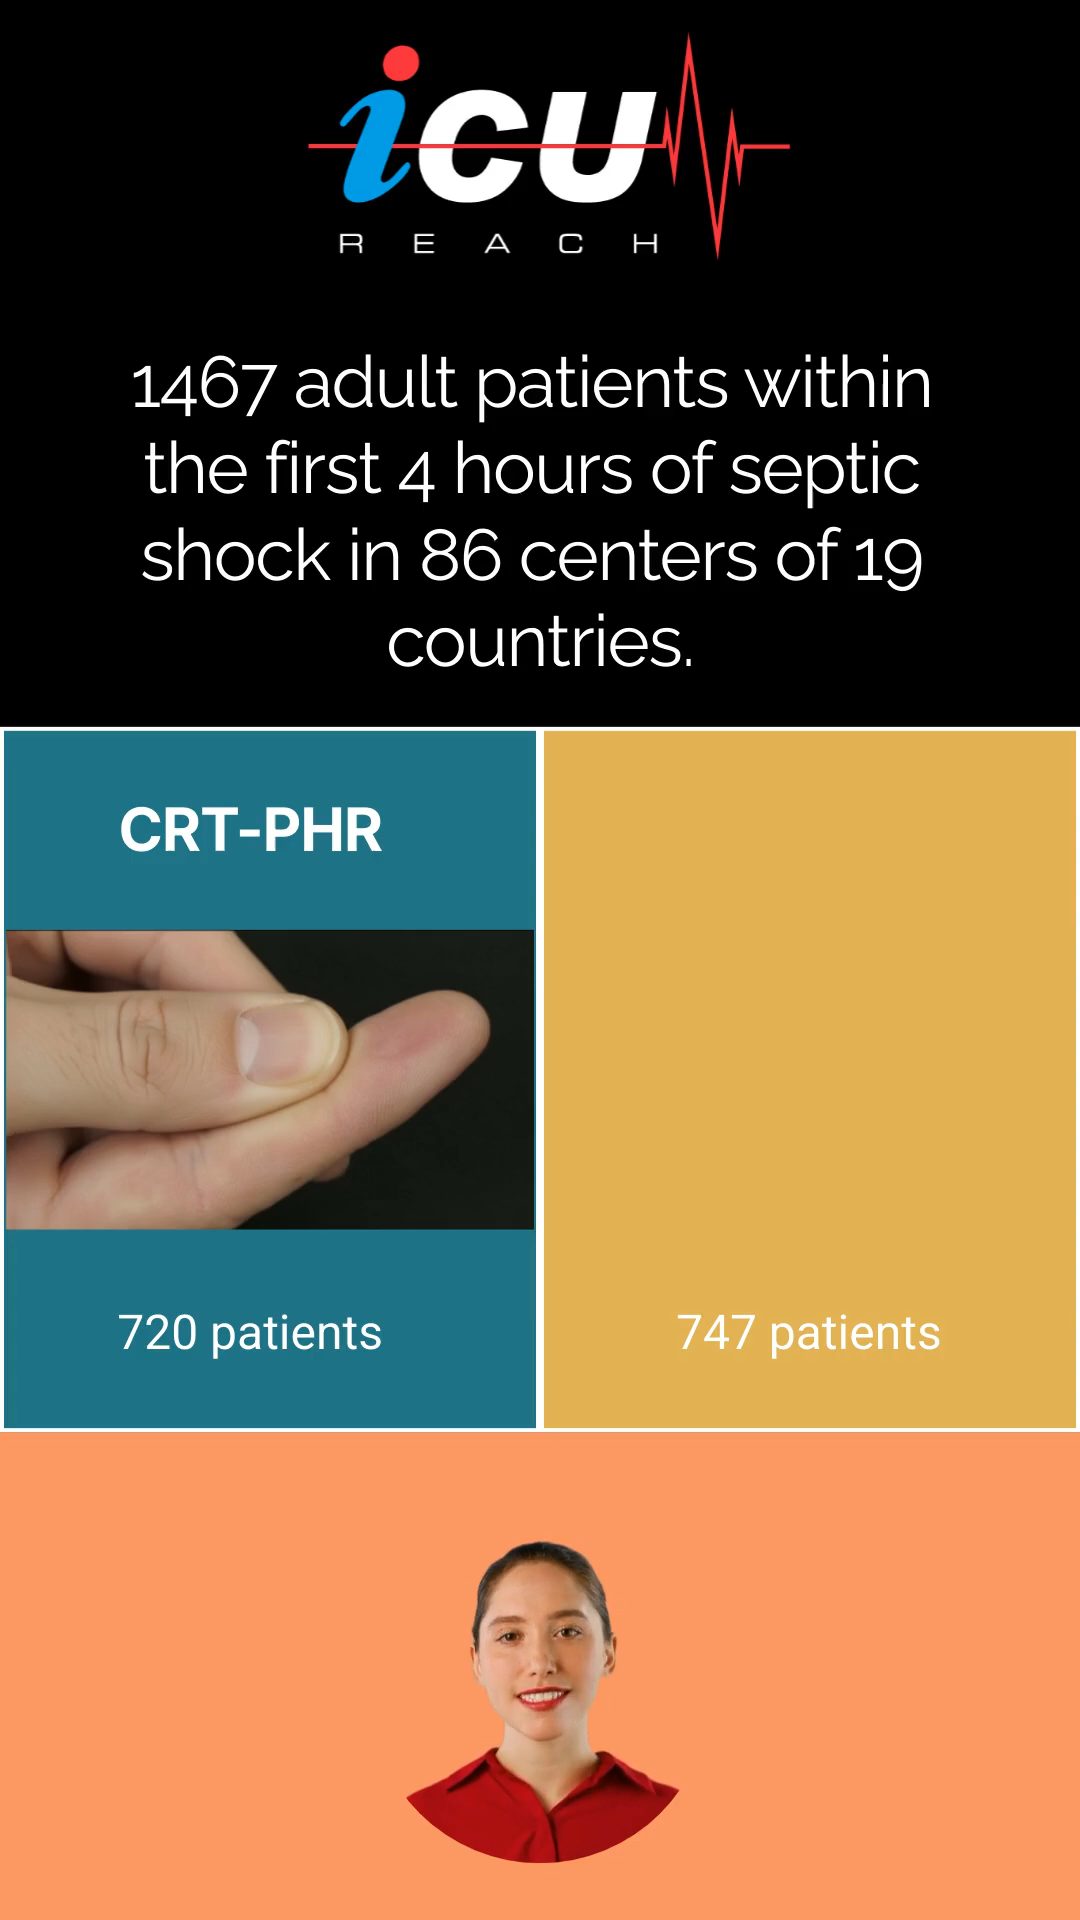 icu
REACH
1467 adult patients within
the first 4 hours of septic
shock in 86 centers of 19
countries.
CRT-PHR
720 patients
747 patients